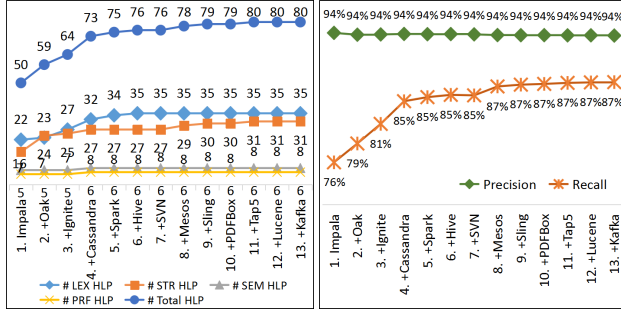 50 59 64 73 75 76 76 78 79 79 80 80 80
22 23 27 32 34 35 35 35 35 35 35 35 35
16 24 25 27 27 27 27 29 30 30 31 31 31
7 7 7 8 8 8 8 8 8 8 8 8 8
5 5 5 6 6 6 6 6 6 6 6 6 6
1. Impala
2. +Oak
3. +Ignite
4. +Cassandra
5. +Spark
6. +Hive
7. +SVN
8. +Mesos
9. +Sling
10. +PDFBox
11. +Tap5
12. +Lucene
13. +Kafka
# LEX HLP # STR HLP # SEM HLP
# PRF HLP # Total HLP
94% 94% 94% 94% 94% 94% 94% 94% 94% 94% 94% 94% 94%
76% 79% 81% 85% 85% 85% 85% 87% 87% 87% 87% 87% 87%
Precision Recall
1. Impala
2. +Oak
3. +Ignite
4. +Cassandra
5. +Spark
6. +Hive
7. +SVN
8. +Mesos
9. +Sling
10. +PDFBox
11. +Tap5
12. +Lucene
13. +Kafka